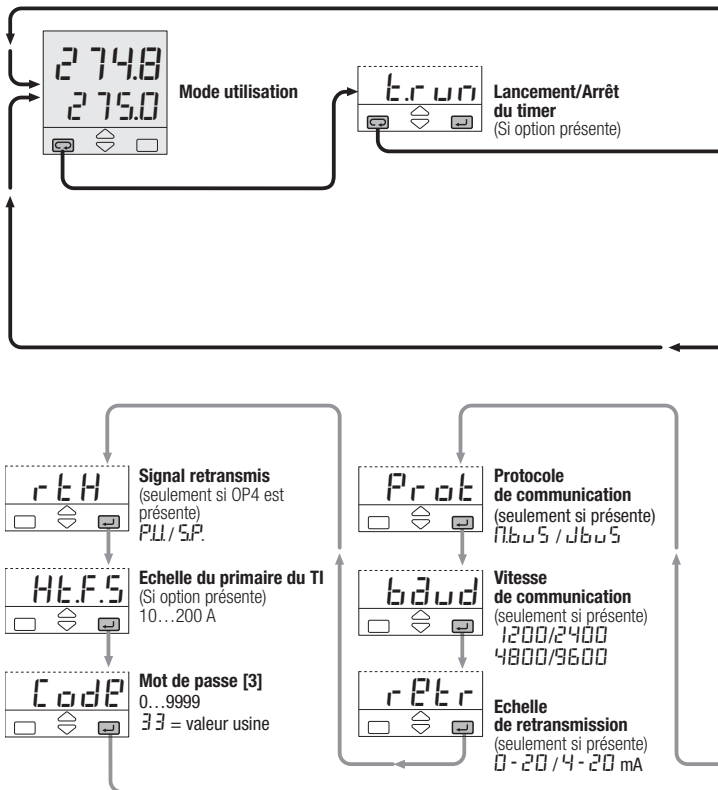 274.8
275.0
Mode utilisation
t.run
Lancement/Arrêt
du timer
(Si option présente)
rtH
Signal retransmis
(seulement si OP4 est
présente)
P.U. / S.P.
Ht.F.S
Echelle du primaire du TI
(Si option présente)
10…200 A
Code
Mot de passe [3]
0…9999
33 = valeur usine
Prot
Protocole
de communication
(seulement si présente)
M.buS / JbuS
baud
Vitesse
de communication
(seulement si présente)
1200/2400
4800/9600
retr
Echelle
de retransmission
(seulement si présente)
0-20 / 4-20 mA